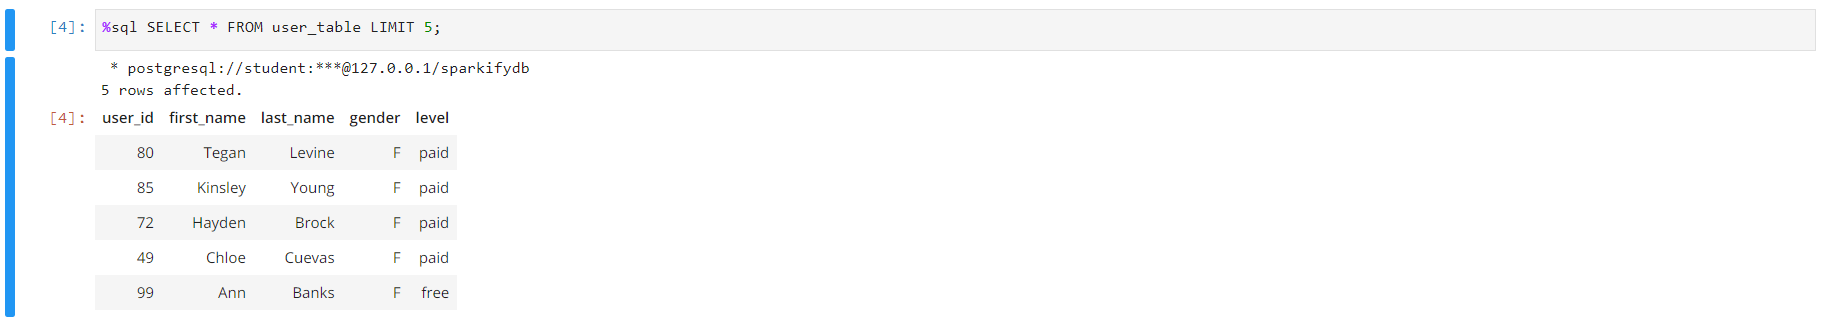 [4]: %sql SELECT * FROM user_table LIMIT 5;
* postgresql://student:***@127.0.0.1/sparkifydb
5 rows affected.
[4]: user_id first_name last_name gender level
80 Tegan Levine F paid
85 Kinsley Young F paid
72 Hayden Brock F paid
49 Chloe Cuevas F paid
99 Ann Banks F free